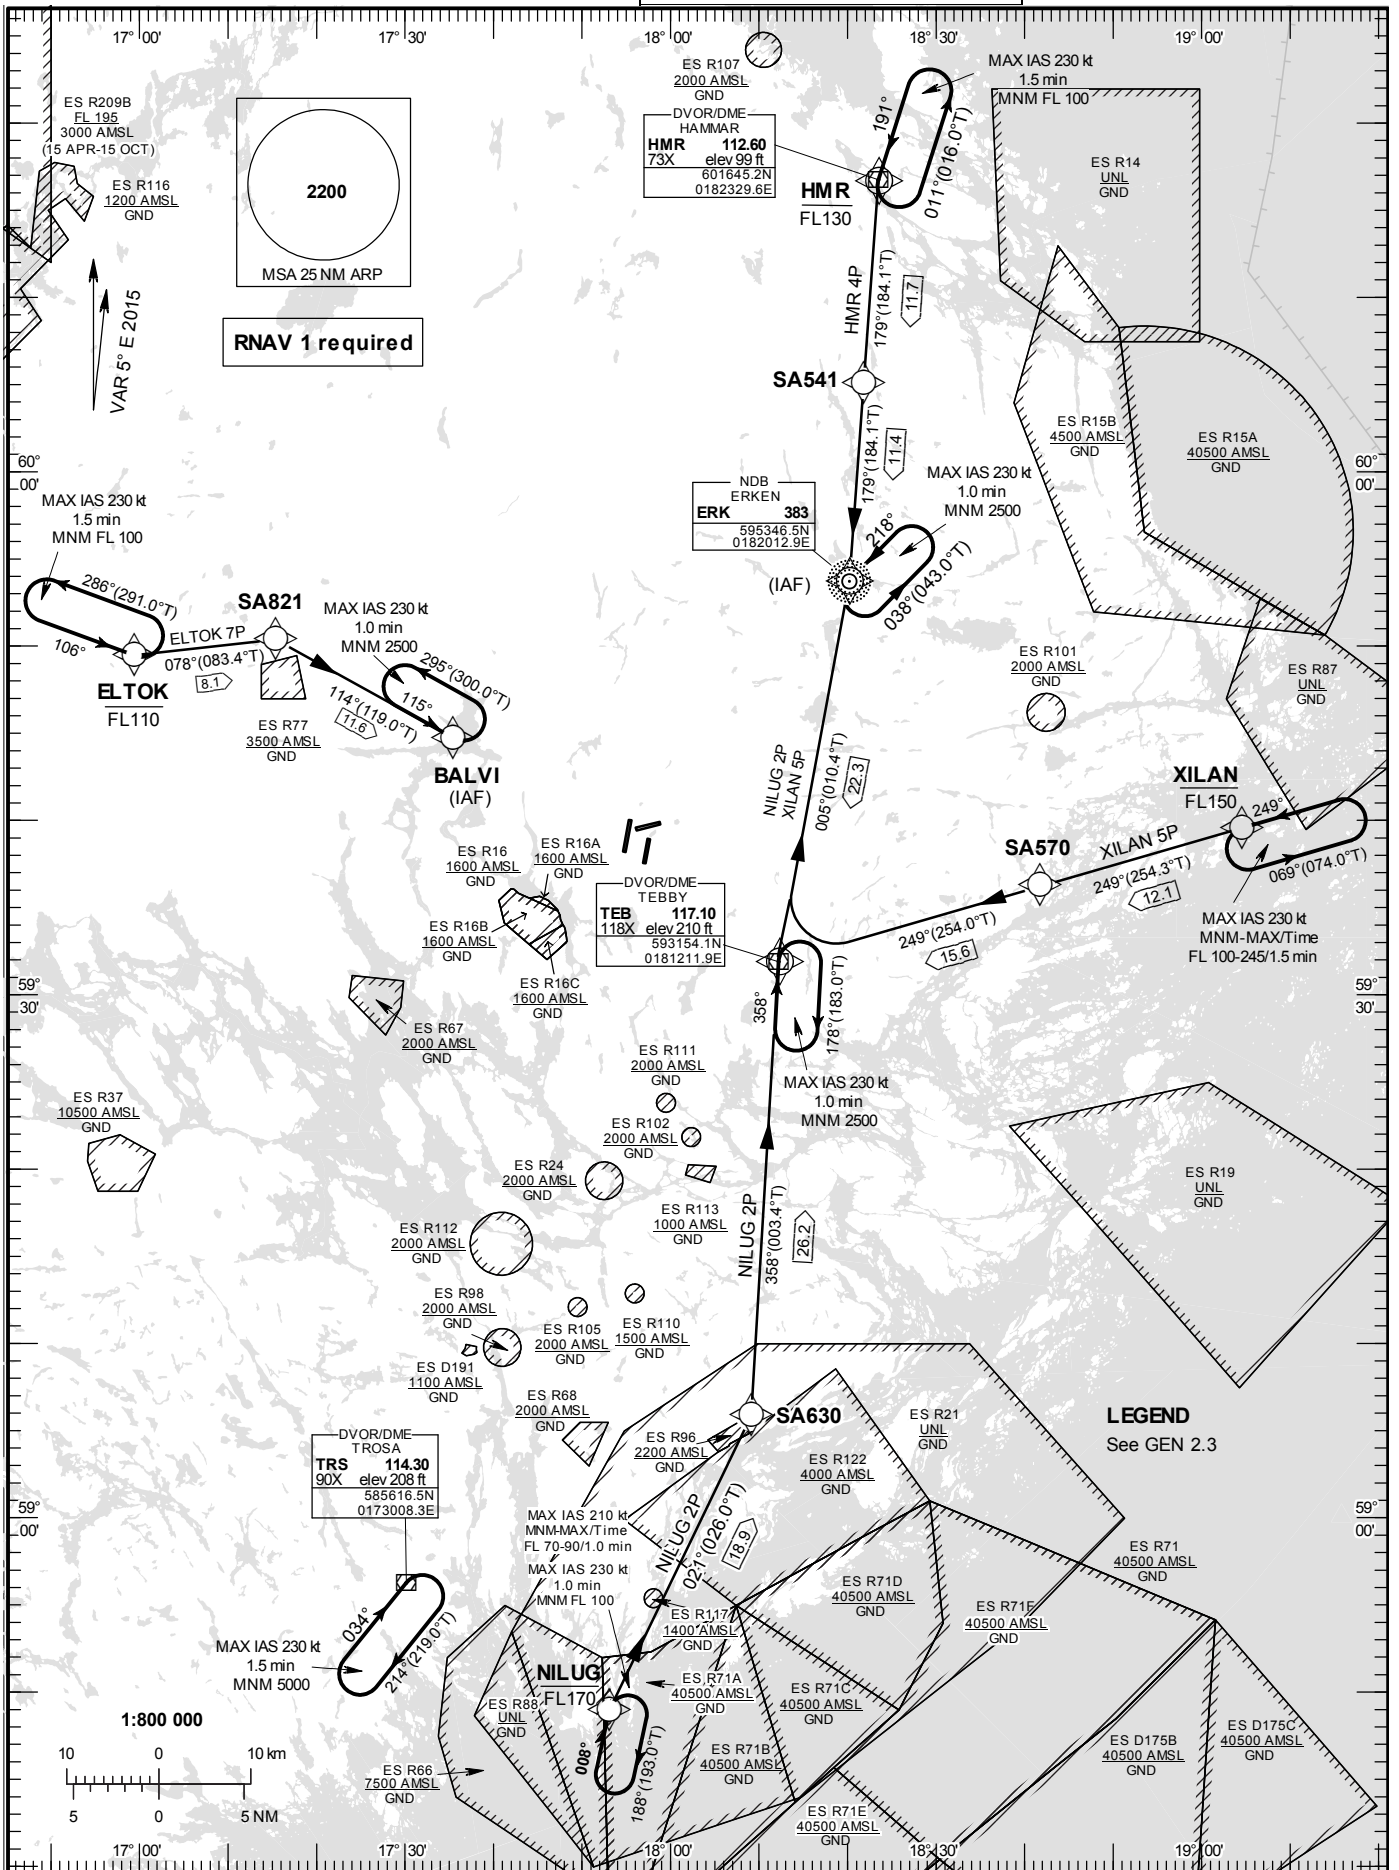 17° 00'
17° 30'
18° 00'
18° 30'
19° 00'
ES R209B
FL 195
3000 AMSL
(15 APR-15 OCT)
ES R116
1200 AMSL
GND
2200
MSA 25 NM ARP
RNAV 1 required
VAR 5° E 2015
ES R107
2000 AMSL
GND
DVOR/DME
HAMMAR
HMR 112.60
73X elev 99 ft
601645.2N
0182329.6E
HMR
FL130
191°
011°(016.0°T)
MAX IAS 230 kt
1.5 min
MNM FL 100
ES R14
UNL
GND
HMR 4P
179°(184.1°T)
11.7
SA541
179°(184.1°T)
11.4
ES R15B
4500 AMSL
GND
ES R15A
40500 AMSL
GND
60°
00'
60°
00'
MAX IAS 230 kt
1.5 min
MNM FL 100
NDB
ERKEN
ERK 383
595346.5N
0182012.9E
(IAF)
MAX IAS 230 kt
1.0 min
MNM 2500
218°
038°(043.0°T)
286°(291.0°T)
106°
ELTOK
FL110
SA821
ELTOK 7P
078°(083.4°T)
8.1
MAX IAS 230 kt
1.0 min
MNM 2500
295°(300.0°T)
115°
114°(119.0°T)
11.6
ES R77
3500 AMSL
GND
BALVI
(IAF)
ES R101
2000 AMSL
GND
ES R87
UNL
GND
NILUG 2P
XILAN 5P
005°(010.4°T)
22.3
XILAN
FL150
249°
069°(074.0°T)
SA570
XILAN 5P
249°(254.3°T)
12.1
MAX IAS 230 kt
MNM-MAX/Time
FL 100-245/1.5 min
249°(254.0°T)
15.6
ES R16
1600 AMSL
GND
ES R16A
1600 AMSL
GND
ES R16B
1600 AMSL
GND
ES R16C
1600 AMSL
GND
DVOR/DME
TEBBY
TEB 117.10
118X elev 210 ft
593154.1N
0181211.9E
59°
30'
59°
30'
358°
178°(183.0°T)
MAX IAS 230 kt
1.0 min
MNM 2500
ES R67
2000 AMSL
GND
ES R37
10500 AMSL
GND
ES R111
2000 AMSL
GND
ES R102
2000 AMSL
GND
ES R24
2000 AMSL
GND
ES R113
1000 AMSL
GND
ES R19
UNL
GND
ES R112
2000 AMSL
GND
NILUG 2P
358°(003.4°T)
26.2
ES R98
2000 AMSL
GND
ES R105
2000 AMSL
GND
ES R110
1500 AMSL
GND
ES D191
1100 AMSL
GND
ES R68
2000 AMSL
GND
SA630
ES R96
2200 AMSL
GND
ES R21
UNL
GND
ES R122
4000 AMSL
GND
LEGEND
See GEN 2.3
DVOR/DME
TROSA
TRS 114.30
90X elev 208 ft
585616.5N
0173008.3E
59°
00'
59°
00'
MAX IAS 210 kt
MNM-MAX/Time
FL 70-90/1.0 min
MAX IAS 230 kt
1.0 min
MNM FL 100
NILUG 2P
021°(026.0°T)
18.9
ES R71
40500 AMSL
GND
ES R71D
40500 AMSL
GND
ES R71F
40500 AMSL
GND
ES R117
1400 AMSL
GND
034°
214°(219.0°T)
MAX IAS 230 kt
1.5 min
MNM 5000
NILUG
FL170
ES R71A
40500 AMSL
GND
ES R71C
40500 AMSL
GND
ES R88
UNL
GND
008°
188°(193.0°T)
ES R71B
40500 AMSL
GND
ES D175B
40500 AMSL
GND
ES D175C
40500 AMSL
GND
1:800 000
10 0 10 km
5 0 5 NM
ES R66
7500 AMSL
GND
ES R71E
40500 AMSL
GND
17° 00'
17° 30'
18° 00'
18° 30'
19° 00'